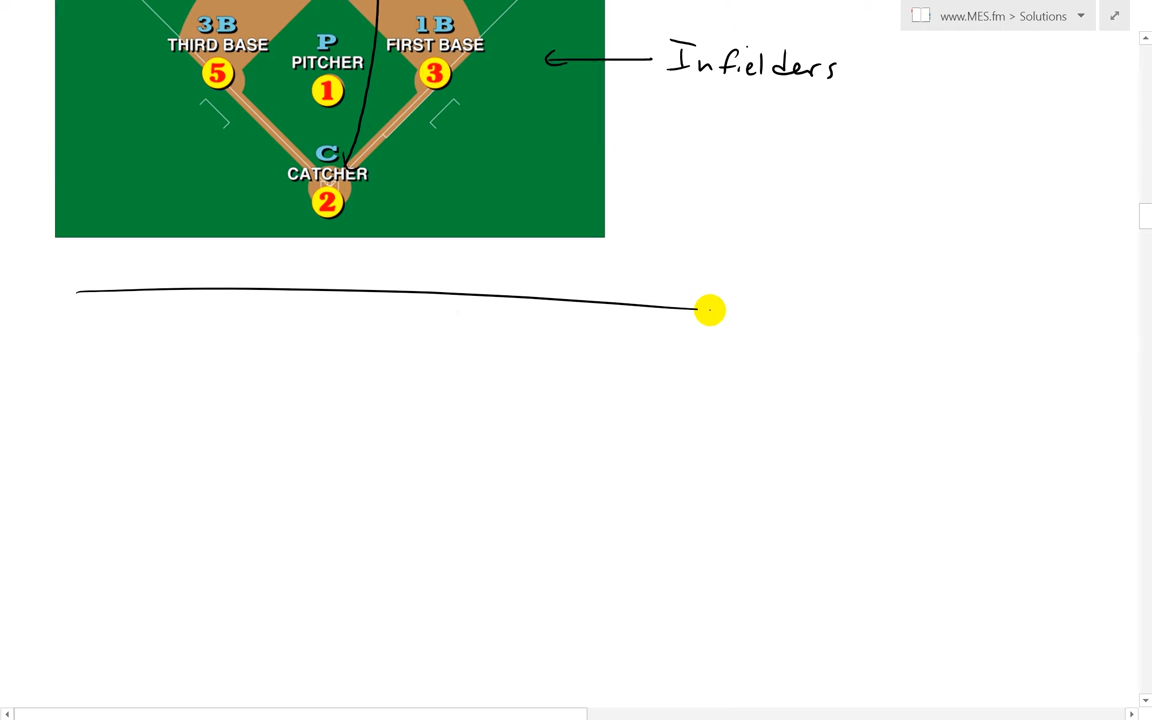 www.MES.fm > Solutions
3B
THIRD BASE
5
P
PITCHER
1
1B
FIRST BASE
3
Infielders
C
CATCHER
2